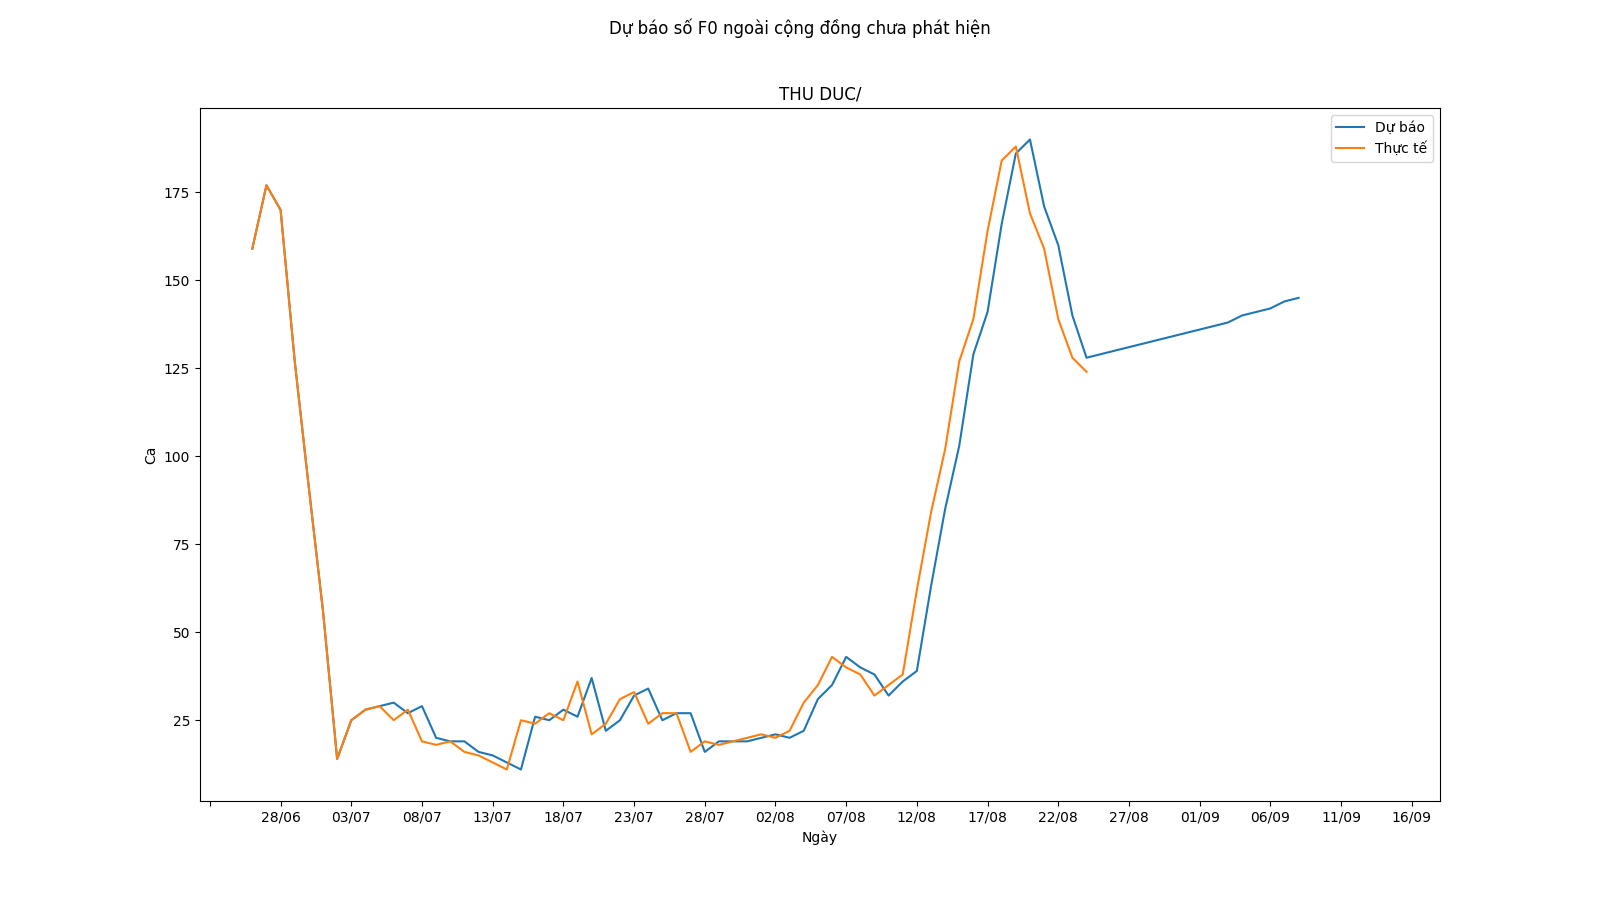 Dự báo số F0 ngoài cộng đồng chưa phát hiện
THU DUC/
Dự báo
Thực tế
Ca
175
150
125
100
75
50
25
28/06 03/07 08/07 13/07 18/07 23/07 28/07 02/08 07/08 12/08 17/08 22/08 27/08 01/09 06/09 11/09 16/09
Ngày